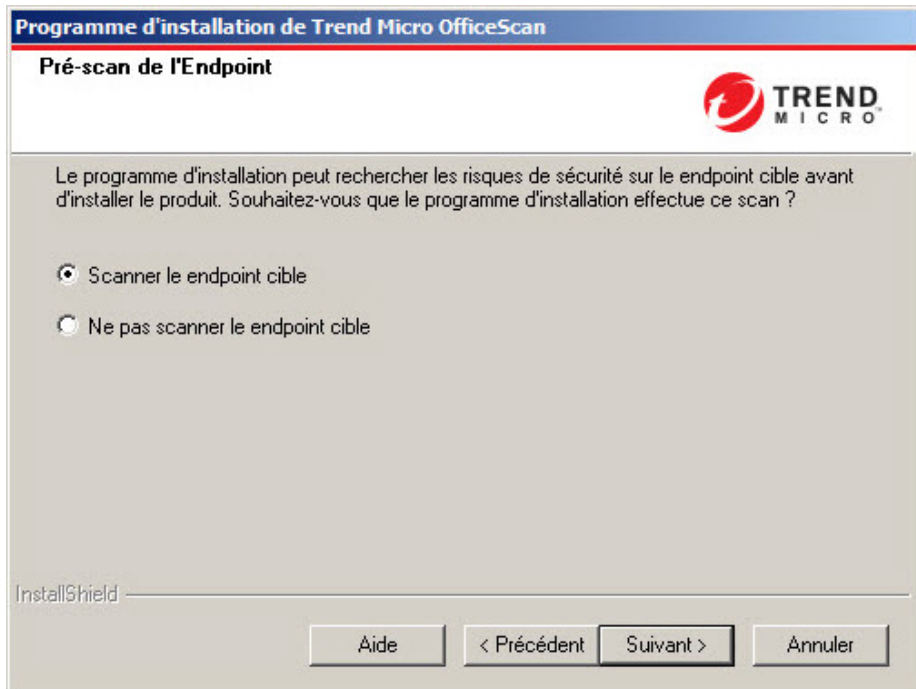 Programme d'installation de Trend Micro OfficeScan
Pré-scan de l'Endpoint
TREND
MICRO
Le programme d'installation peut rechercher les risques de sécurité sur le endpoint cible avant
d'installer le produit. Souhaitez-vous que le programme d'installation effectue ce scan ?
Scanner le endpoint cible
Ne pas scanner le endpoint cible
InstallShield
Aide
< Précédent
Suivant >
Annuler